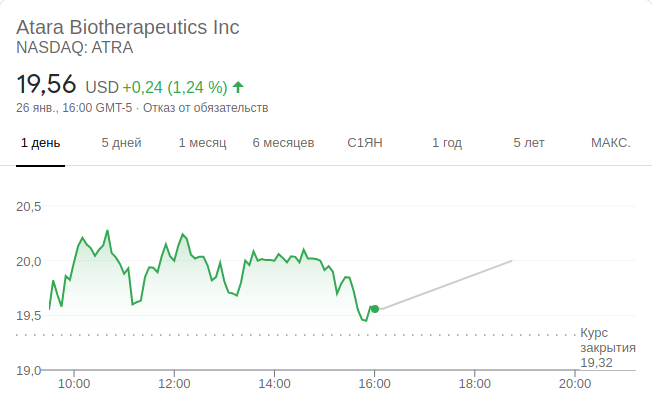 Atara Biotherapeutics Inc
NASDAQ: ATRA
19,56 USD +0,24 (1,24 %)
26 янв., 16:00 GMT-5 · Отказ от обязательств
1 день 5 дней 1 месяц 6 месяцев С1ЯН 1 год 5 лет МАКС.
20,5
20,0
19,5
Курс
закрытия
19,32
19,0
10:00 12:00 14:00 16:00 18:00 20:00